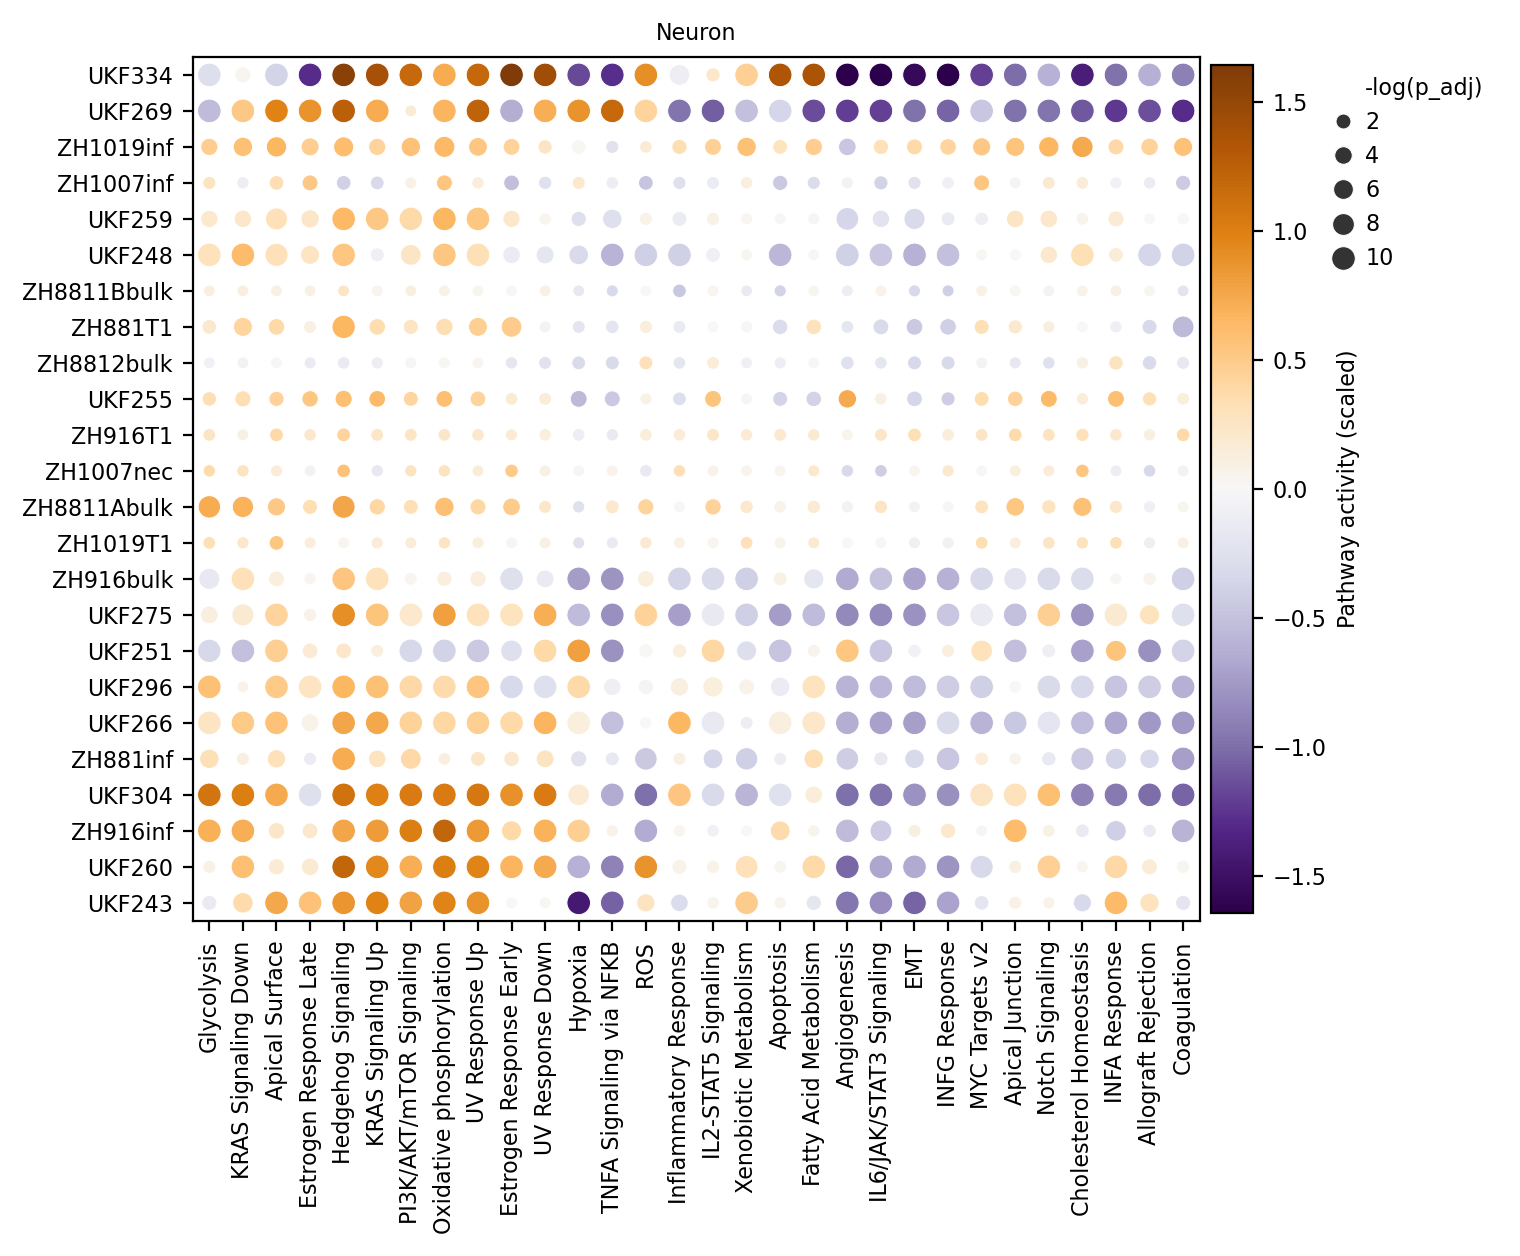 Neuron
UKF334
UKF269
ZH1019inf
ZH1007inf
UKF259
UKF248
ZH8811Bbulk
ZH881T1
ZH8812bulk
UKF255
ZH916T1
ZH1007nec
ZH8811Abulk
ZH1019T1
ZH916bulk
UKF275
UKF251
UKF296
UKF266
ZH881inf
UKF304
ZH916inf
UKF260
UKF243
Glycolysis
KRAS Signaling Down
Apical Surface
Estrogen Response Late
Hedgehog Signaling
KRAS Signaling Up
PI3K/AKT/mTOR Signaling
Oxidative phosphorylation
UV Response Up
Estrogen Response Early
UV Response Down
Hypoxia
TNFA Signaling via NFKB
ROS
Inflammatory Response
IL2-STAT5 Signaling
Xenobiotic Metabolism
Apoptosis
Fatty Acid Metabolism
Angiogenesis
IL6/JAK/STAT3 Signaling
EMT
INFG Response
MYC Targets v2
Apical Junction
Notch Signaling
Cholesterol Homeostasis
INFA Response
Allograft Rejection
Coagulation
1.5
1.0
0.5
0.0
−0.5
−1.0
−1.5
Pathway activity (scaled)
-log(p_adj)
2
4
6
8
10